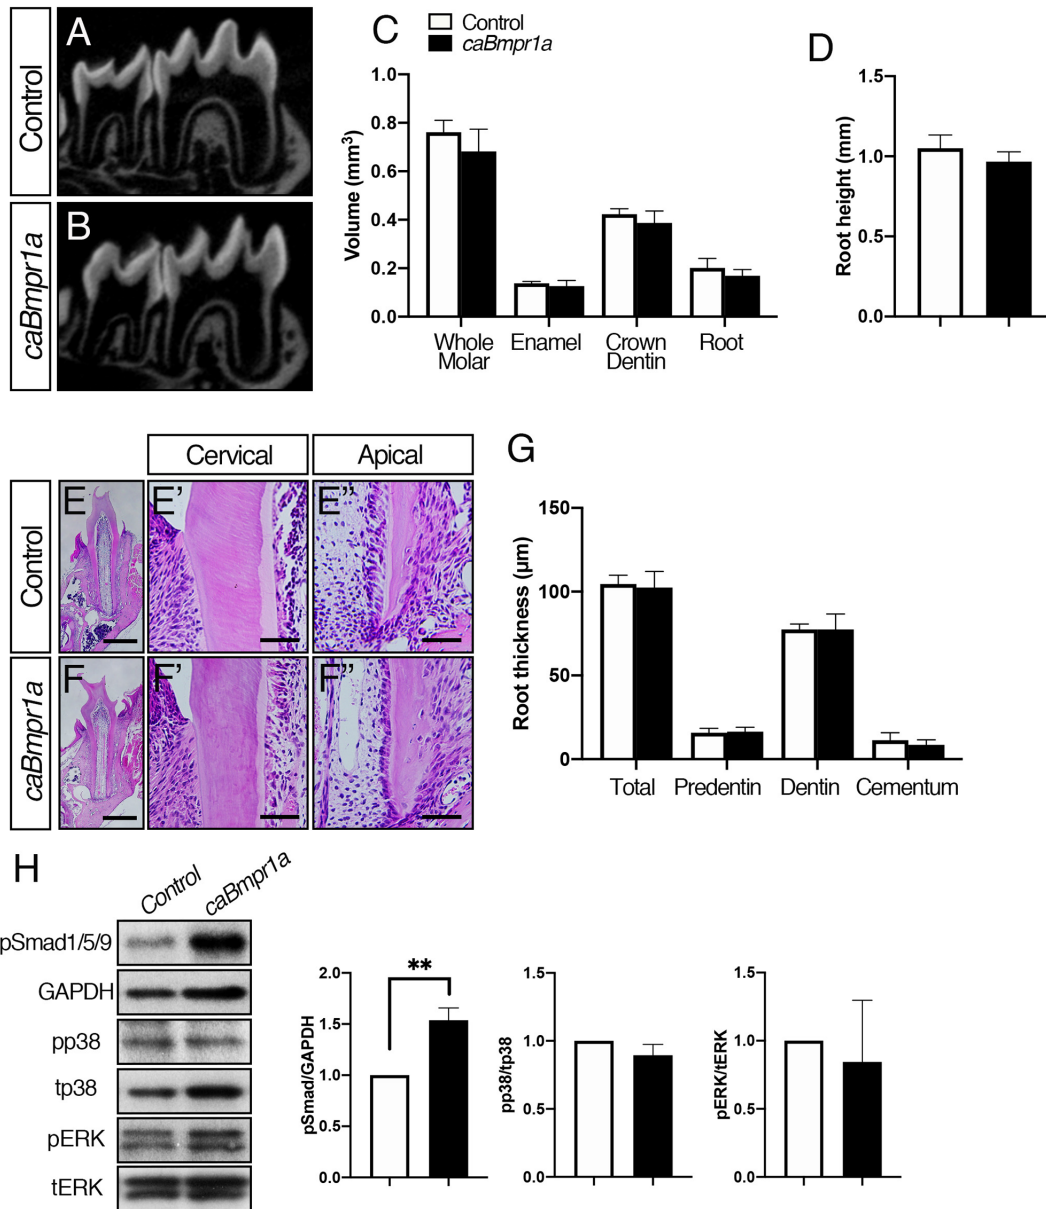 A
Control
B
caBmpr1a
C
Control
caBmpr1a
Volume (mm3)
1.0
0.8
0.6
0.4
0.2
0.0
Whole Molar
Enamel
Crown Dentin
Root
D
Root height (mm)
1.5
1.0
0.5
0.0
Cervical
Apical
Control
E
E'
E”
caBmpr1a
F
F'
F”
G
Root thickness (µm)
150
100
50
0
Total
Predentin
Dentin
Cementum
H
Control
caBmpr1a
pSmad1/5/9
GAPDH
pp38
tp38
pERK
tERK
pSmad/GAPDH
2.0
1.5
1.0
0.5
0.0
**
pp38/tp38
1.5
1.0
0.5
0.0
pERK/tERK
1.5
1.0
0.5
0.0